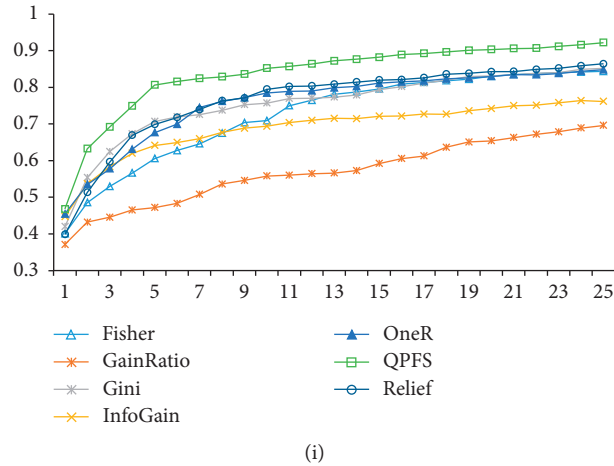 1
0.9
0.8
0.7
0.6
0.5
0.4
0.3
1 3 5 7 9 11 13 15 17 19 21 23 25
Fisher OneR
GainRatio QPFS
Gini Relief
InfoGain
(i)